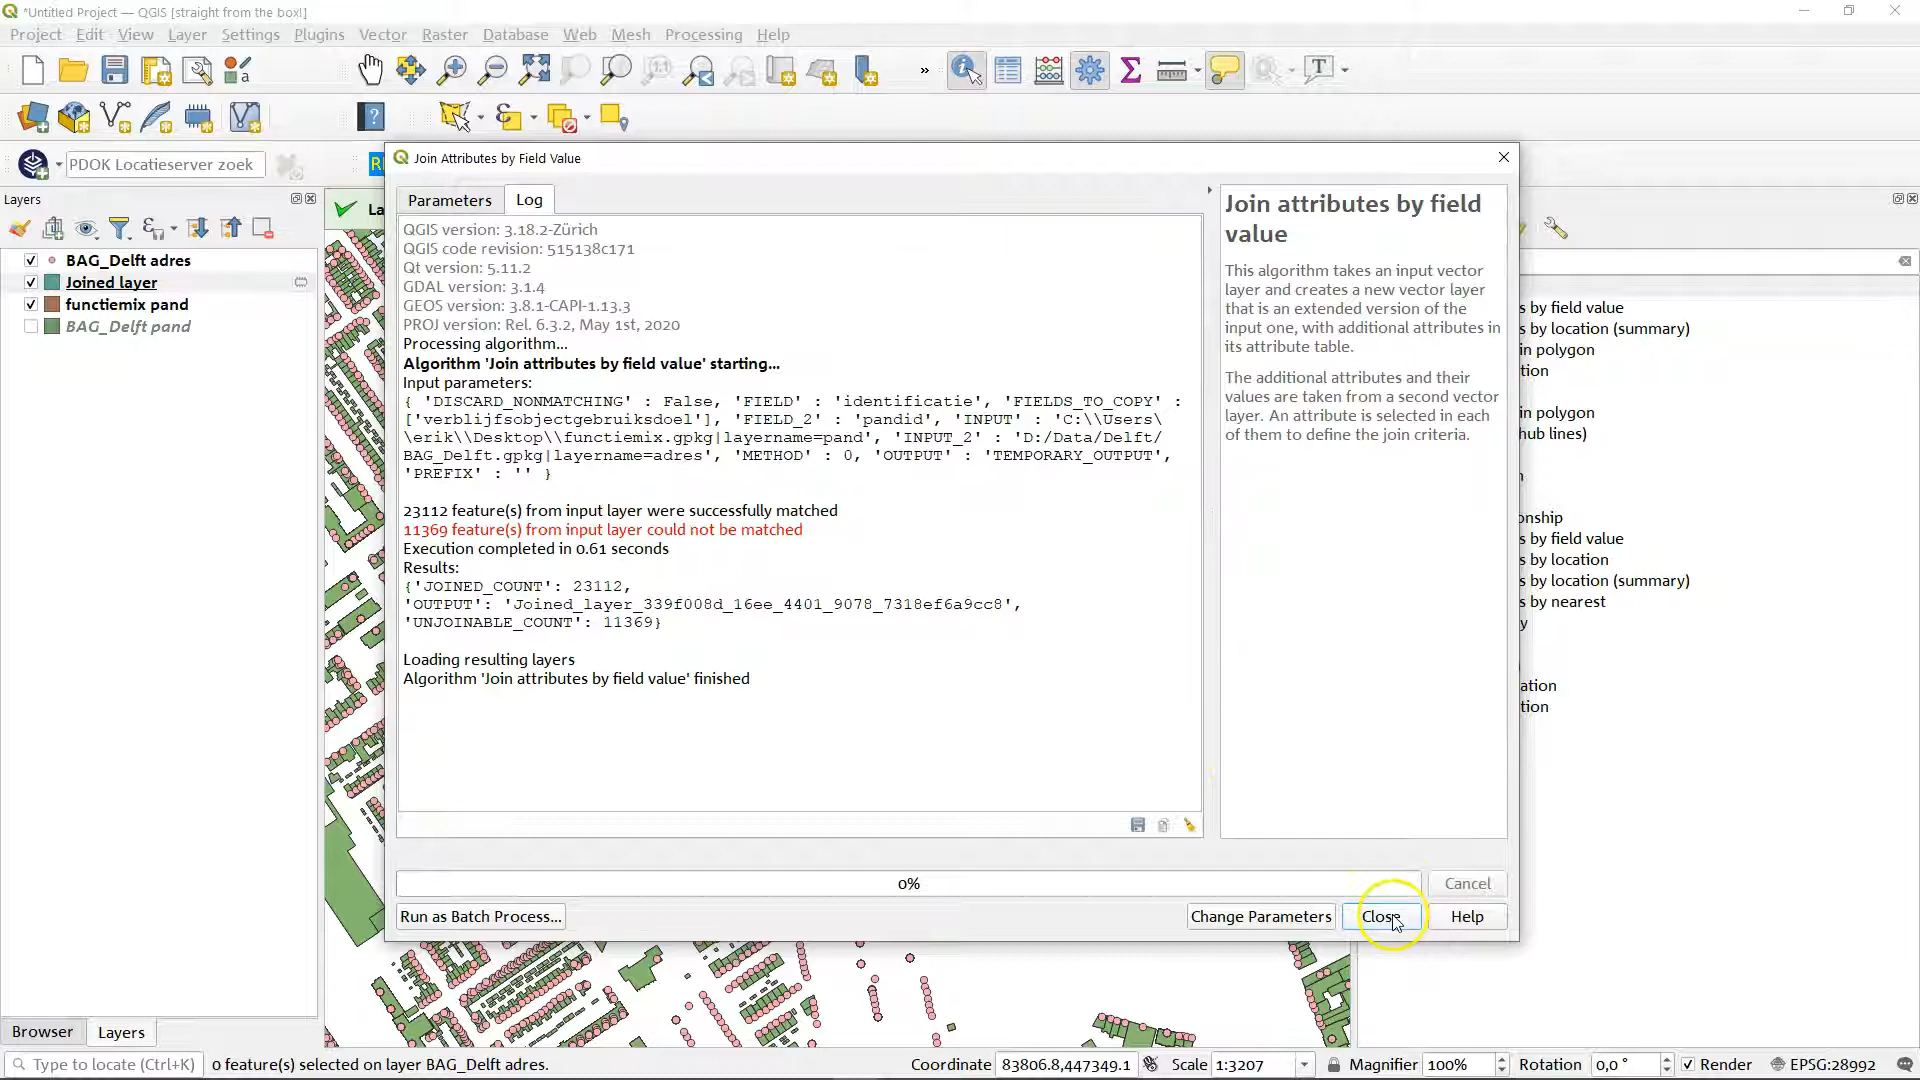 *Untitled Project — QGIS [straight from the box!]
Project Edit View Layer Settings Plugins Vector Raster Database Web Mesh Processing Help
PDOK Locatieserver zoek
Layers
BAG_Delft adres
Joined layer
functiemix pand
BAG_Delft pand
Join Attributes by Field Value
Parameters Log
QGIS version: 3.18.2-Zürich
QGIS code revision: 515138c171
Qt version: 5.11.2
GDAL version: 3.1.4
GEOS version: 3.8.1-CAPI-1.13.3
PROJ version: Rel. 6.3.2, May 1st, 2020
Processing algorithm...
Algorithm 'Join attributes by field value' starting...
Input parameters:
{ 'DISCARD_NONMATCHING' : False, 'FIELD' : 'identificatie', 'FIELDS_TO_COPY' :
['verblijfsobjectgebruiksdoel'], 'FIELD_2' : 'pandid', 'INPUT' : 'C:\\Users\
\erik\\Desktop\\functiemix.gpkg|layername=pand', 'INPUT_2' : 'D:/Data/Delft/
BAG_Delft.gpkg|layername=adres', 'METHOD' : 0, 'OUTPUT' : 'TEMPORARY_OUTPUT',
'PREFIX' : '' }
23112 feature(s) from input layer were successfully matched
11369 feature(s) from input layer could not be matched
Execution completed in 0.61 seconds
Results:
{'JOINED_COUNT': 23112,
'OUTPUT': 'Joined_layer_339f008d_16ee_4401_9078_7318ef6a9cc8',
'UNJOINABLE_COUNT': 11369}
Loading resulting layers
Algorithm 'Join attributes by field value' finished
Join attributes by field
value
This algorithm takes an input vector
layer and creates a new vector layer
that is an extended version of the
input one, with additional attributes in
its attribute table.
The additional attributes and their
values are taken from a second vector
layer. An attribute is selected in each
of them to define the join criteria.
0%
Cancel
Run as Batch Process...
Change Parameters
Close
Help
s by field value
s by location (summary)
in polygon
tion
in polygon
hub lines)
onship
s by field value
s by location
s by location (summary)
s by nearest
y
ation
tion
Browser Layers
Type to locate (Ctrl+K)
0 feature(s) selected on layer BAG_Delft adres.
Coordinate 83806.8,447349.1
Scale 1:3207
Magnifier 100%
Rotation 0,0 °
Render
EPSG:28992